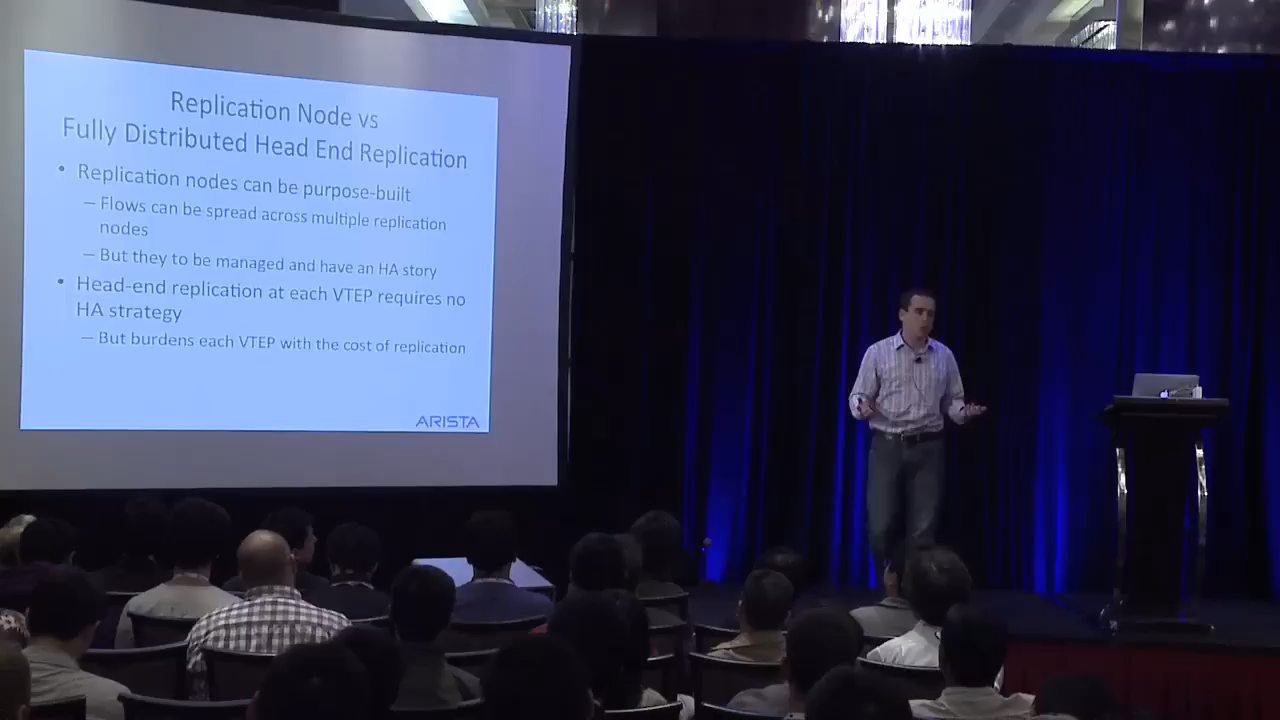 Replication Node vs
Fully Distributed Head End Replication
• Replication nodes can be purpose-built
– Flows can be spread across multiple replication
nodes
– But they to be managed and have an HA story
• Head-end replication at each VTEP requires no
HA strategy
– But burdens each VTEP with the cost of replication
ARISTA